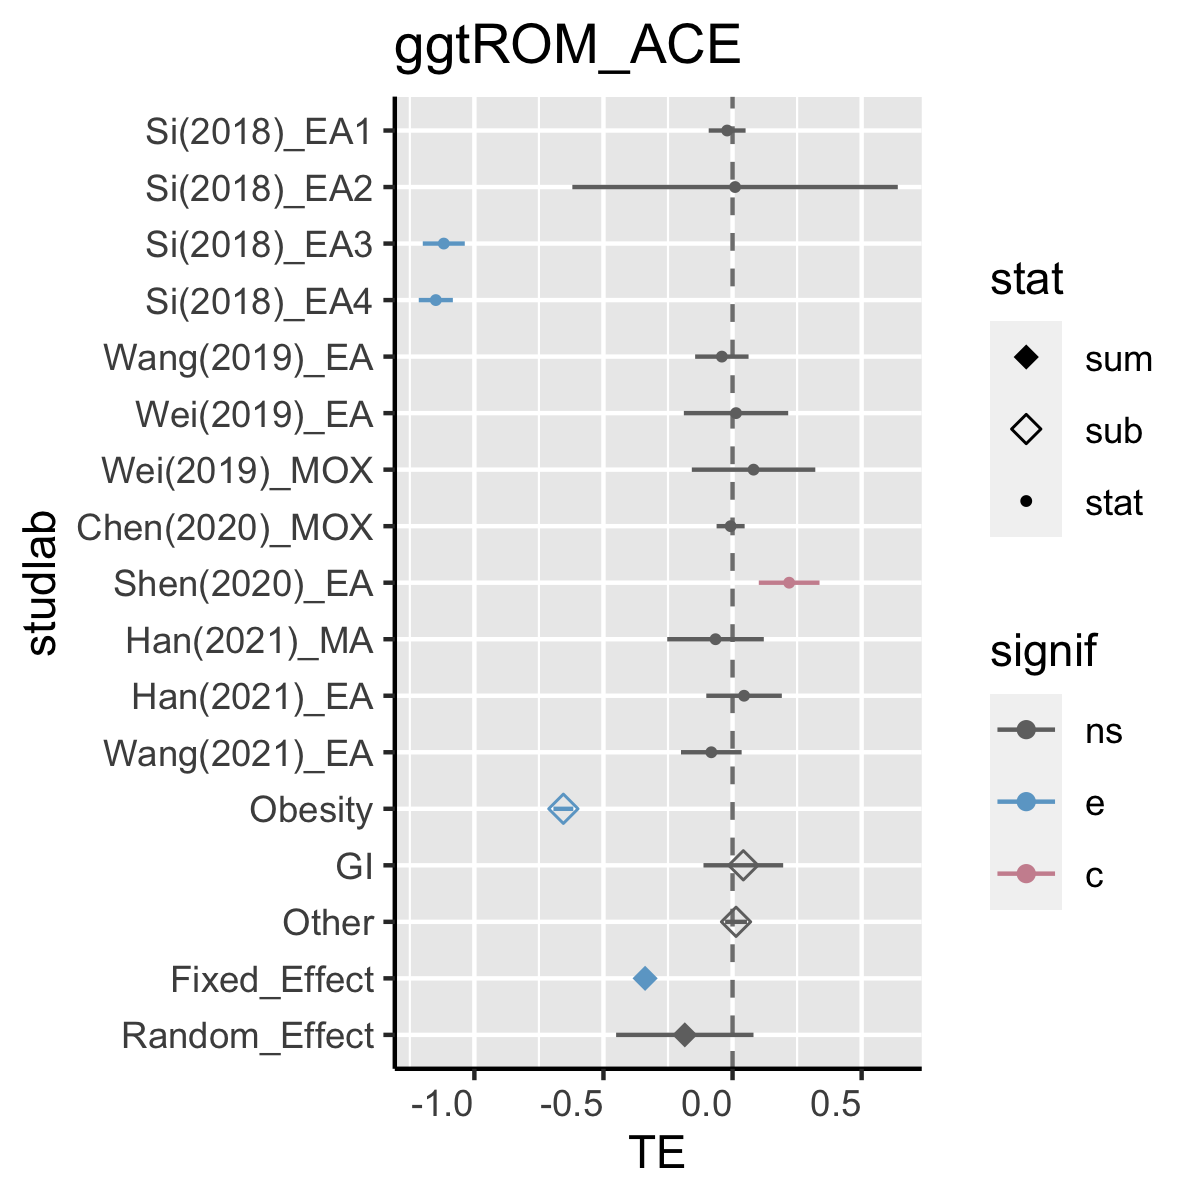 ggtROM_ACE
Si(2018)_EA1
Si(2018)_EA2
Si(2018)_EA3
Si(2018)_EA4
Wang(2019)_EA
Wei(2019)_EA
Wei(2019)_MOX
Chen(2020)_MOX
Shen(2020)_EA
Han(2021)_MA
Han(2021)_EA
Wang(2021)_EA
Obesity
GI
Other
Fixed_Effect
Random_Effect
studlab
-1.0 -0.5 0.0 0.5
TE
stat
sum
sub
stat
signif
ns
e
c